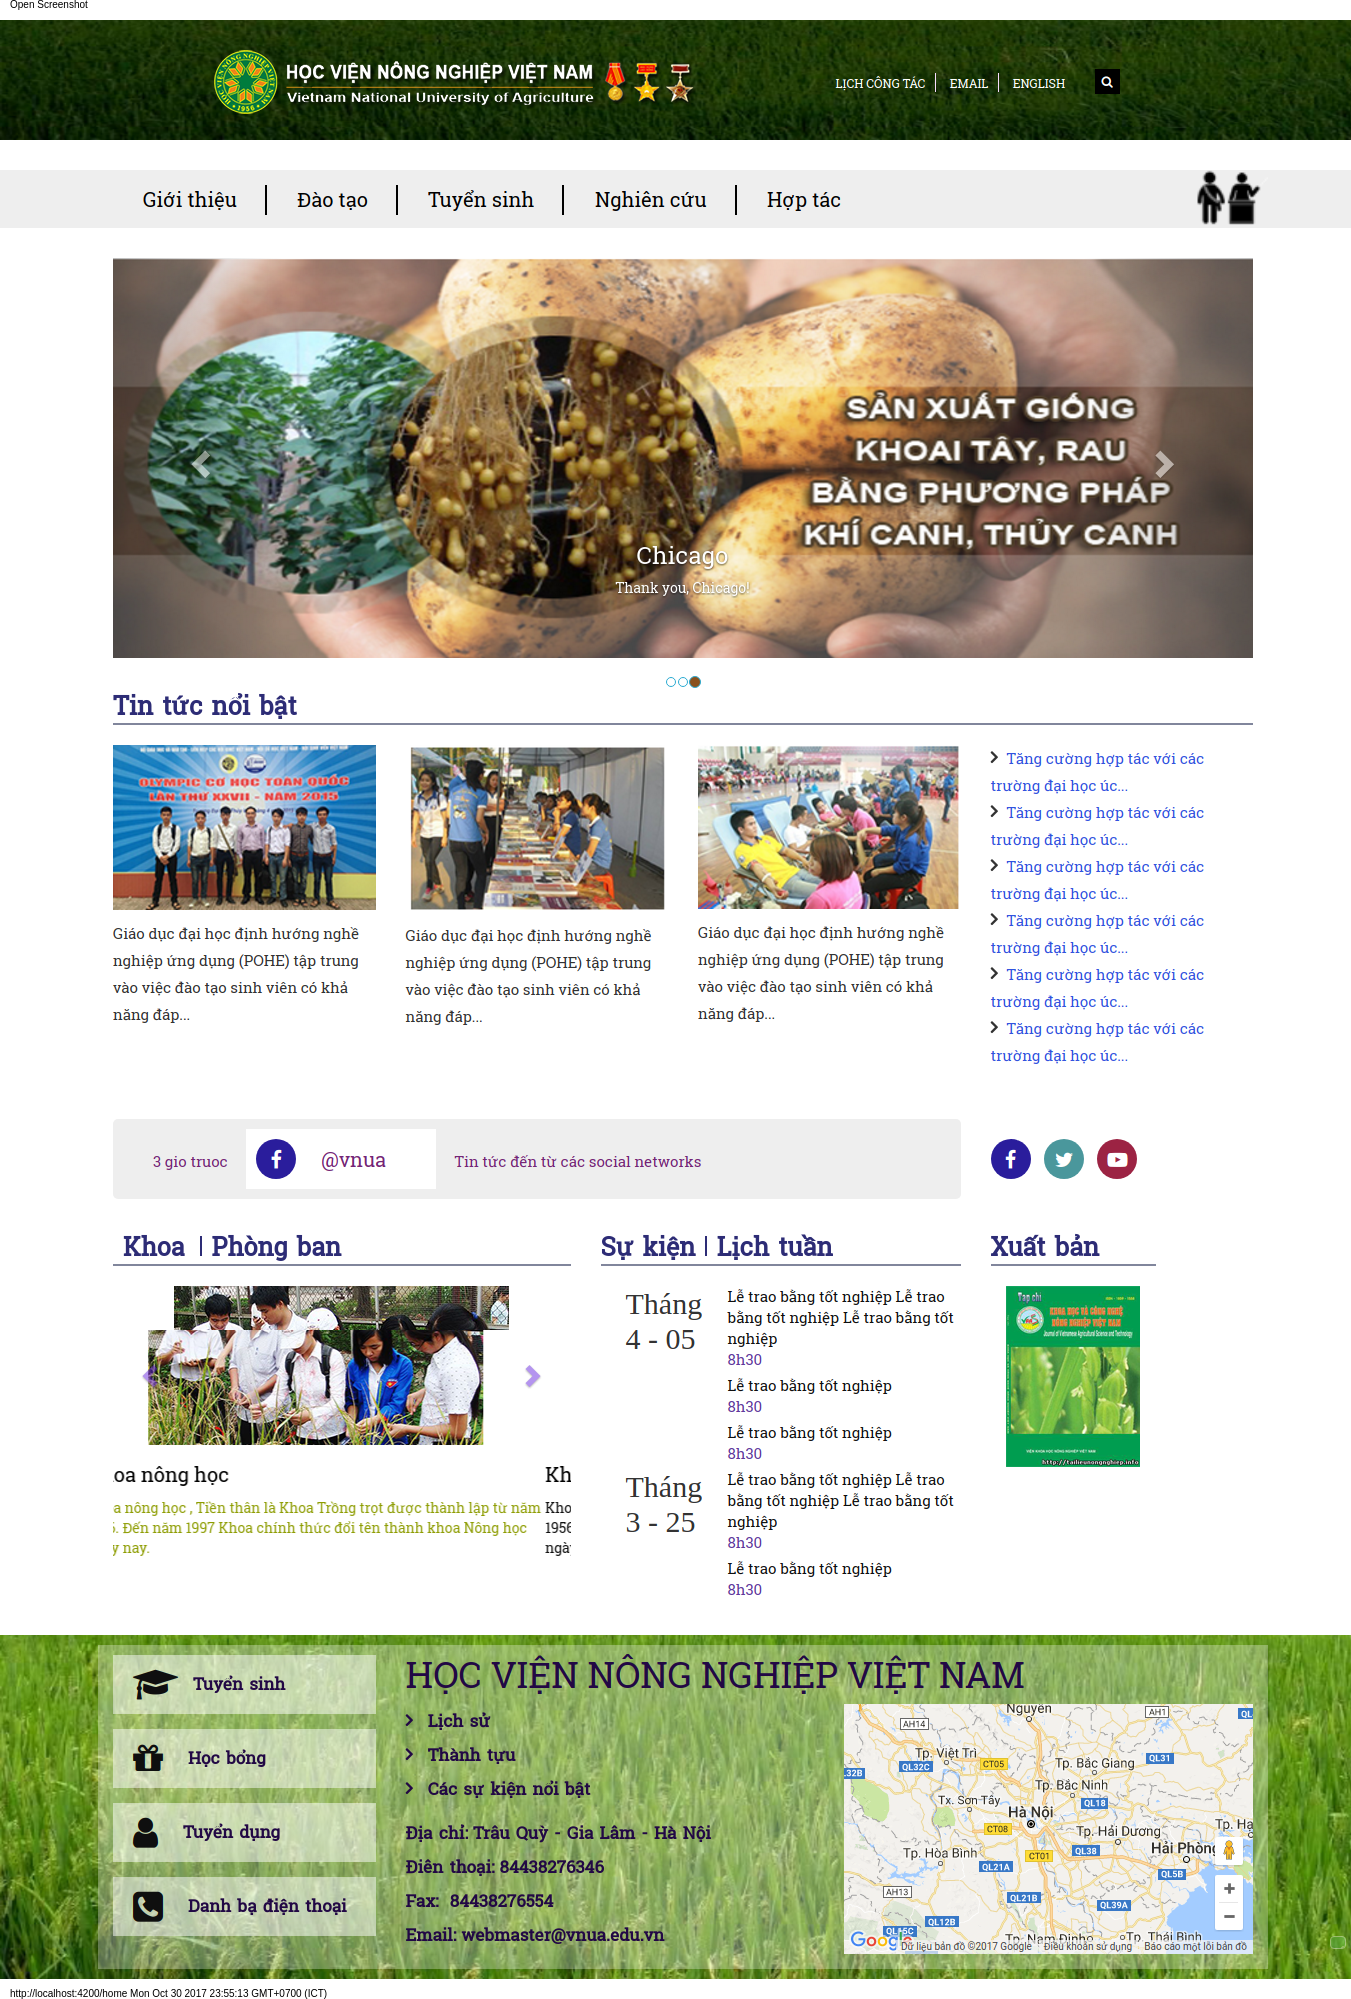 Open Screenshot
HỌC VIỆN NÔNG NGHIỆP VIỆT NAM
Vietnam National University of Agriculture
LỊCH CÔNG TÁC
EMAIL
ENGLISH
Giới thiệu
Đào tạo
Tuyển sinh
Nghiên cứu
Hợp tác
SẢN XUẤT GIỐNG
KHOAI TÂY, RAU
BẰNG PHƯƠNG PHÁP
KHÍ CANH, THỦY CANH
Chicago
Thank you, Chicago!
Tin tức nổi bật
OLYMPIC CƠ HỌC TOÀN QUỐC
LẦN THỨ XXVII - NĂM 2015
Giáo dục đại học định hướng nghề
nghiệp ứng dụng (POHE) tập trung
vào việc đào tạo sinh viên có khả
năng đáp...
Giáo dục đại học định hướng nghề
nghiệp ứng dụng (POHE) tập trung
vào việc đào tạo sinh viên có khả
năng đáp...
Giáo dục đại học định hướng nghề
nghiệp ứng dụng (POHE) tập trung
vào việc đào tạo sinh viên có khả
năng đáp...
Tăng cường hợp tác với các
trường đại học úc...
Tăng cường hợp tác với các
trường đại học úc...
Tăng cường hợp tác với các
trường đại học úc...
Tăng cường hợp tác với các
trường đại học úc...
Tăng cường hợp tác với các
trường đại học úc...
Tăng cường hợp tác với các
trường đại học úc...
3 gio truoc
@vnua
Tin tức đến từ các social networks
Khoa | Phòng ban
oa nông học
a nông học , Tiền thân là Khoa Trồng trọt được thành lập từ năm
. Đến năm 1997 Khoa chính thức đổi tên thành khoa Nông học
y nay.
Kh
Kho
1956
ngà
Sự kiện | Lịch tuần
Tháng
4 - 05
Lễ trao bằng tốt nghiệp Lễ trao
bằng tốt nghiệp Lễ trao bằng tốt
nghiệp
8h30
Lễ trao bằng tốt nghiệp
8h30
Lễ trao bằng tốt nghiệp
8h30
Tháng
3 - 25
Lễ trao bằng tốt nghiệp Lễ trao
bằng tốt nghiệp Lễ trao bằng tốt
nghiệp
8h30
Lễ trao bằng tốt nghiệp
8h30
Xuất bản
Tạp chí
KHOA HỌC VÀ CÔNG NGHỆ
NÔNG NGHIỆP VIỆT NAM
Journal of Vietnamese Agricultural Science and Technology
VIỆN KHOA HỌC NÔNG NGHIỆP VIỆT NAM
http://tailieunongnghiep.info
Tuyển sinh
Học bổng
Tuyển dụng
Danh bạ điện thoại
HỌC VIỆN NÔNG NGHIỆP VIỆT NAM
Lịch sử
Thành tựu
Các sự kiện nổi bật
Địa chỉ: Trâu Quỳ - Gia Lâm - Hà Nội
Điên thoại: 84438276346
Fax: 84438276554
Email: webmaster@vnua.edu.vn
Nguyên
AH1
QL
AH14
Tp. Việt Trì
CT05
Tp. Bắc Giang
QL31
32B
QL32C
Tp. Bắc Ninh
Tx. Sơn Tây
QL18
Hà Nội
CT08
Tp. Hải Dương
Tp. Hạ
Tp. Hòa Bình
CT01
QL38
Hải Phòng
QL21A
QL5B
AH13
QL21B
QL39A
QL12B
QL15C
Tp. Nam Định
Tp. Thái Bình
Google
Dữ liệu bản đồ ©2017 Google
Điều khoản sử dụng
Báo cáo một lỗi bản đồ
http://localhost:4200/home Mon Oct 30 2017 23:55:13 GMT+0700 (ICT)